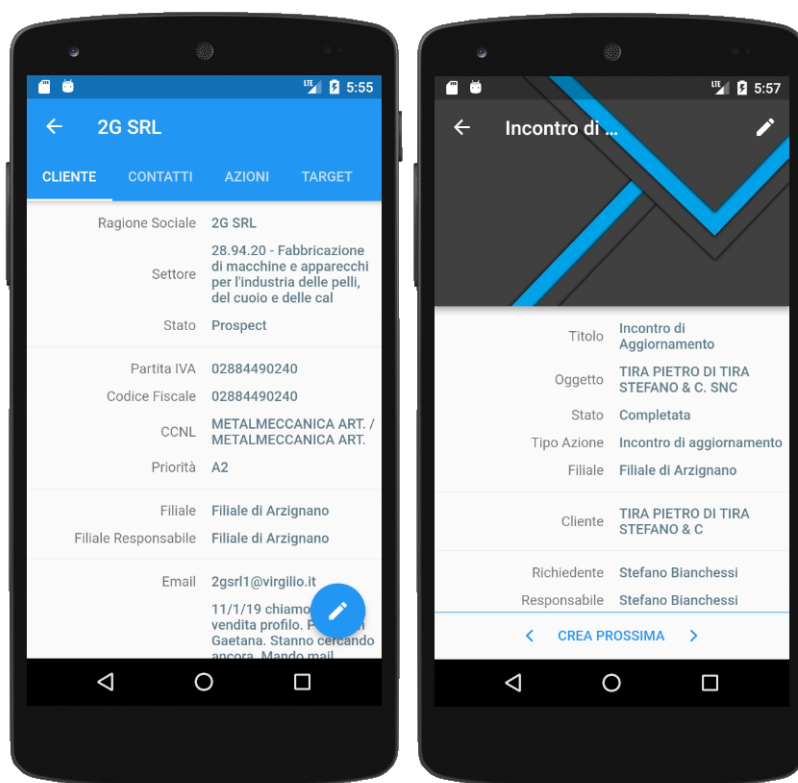 LTE 5:55
2G SRL
CLIENTE CONTATTI AZIONI TARGET
Ragione Sociale 2G SRL
Settore 28.94.20 - Fabbricazione
di macchine e apparecchi
per l'industria delle pelli,
del cuoio e delle cal
Stato Prospect
Partita IVA 02884490240
Codice Fiscale 02884490240
CCNL METALMECCANICA ART. /
METALMECCANICA ART.
Priorità A2
Filiale Filiale di Arzignano
Filiale Responsabile Filiale di Arzignano
Email 2gsrl1@virgilio.it
11/1/19 chiamo
vendita profilo.
Gaetana. Stanno cercando
ancora. Mando mail
LTE 5:57
Incontro di ...
Titolo Incontro di
Aggiornamento
Oggetto TIRA PIETRO DI TIRA
STEFANO & C. SNC
Stato Completata
Tipo Azione Incontro di aggiornamento
Filiale Filiale di Arzignano
Cliente TIRA PIETRO DI TIRA
STEFANO & C
Richiedente Stefano Bianchessi
Responsabile Stefano Bianchessi
CREA PROSSIMA